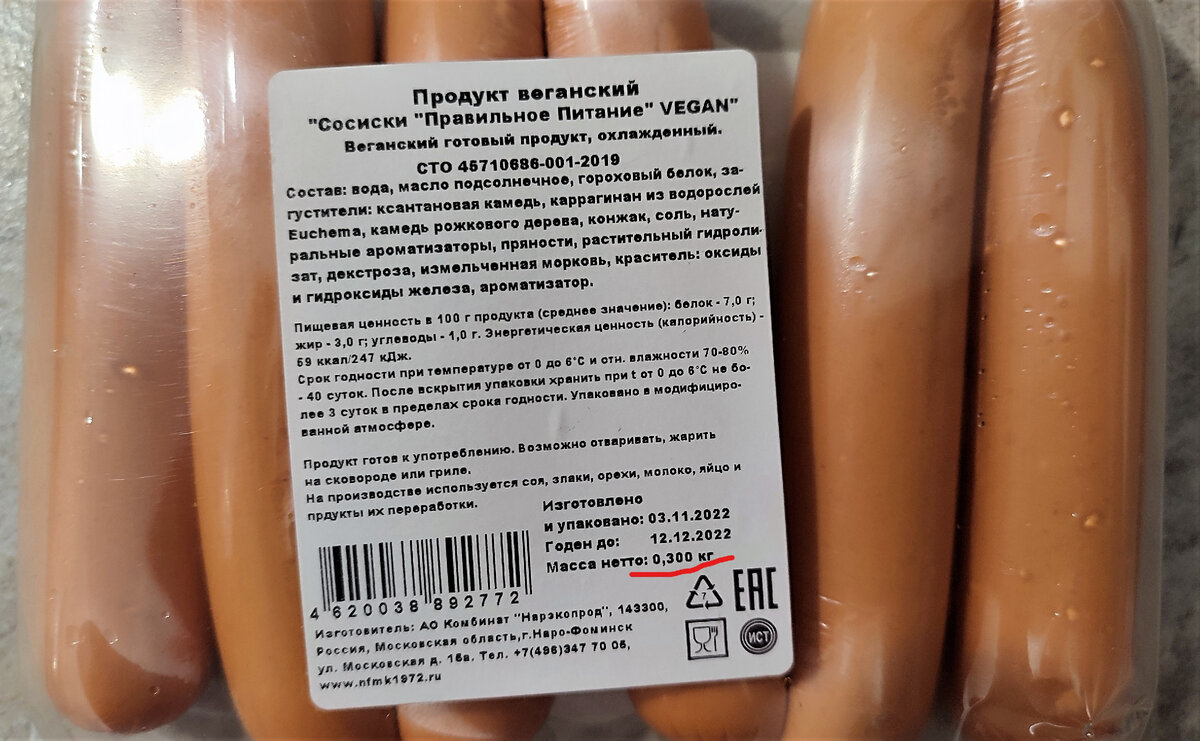 Продукт веганский
"Сосиски "Правильное Питание" VEGAN"
Веганский готовый продукт, охлажденный.
СТО 45710686-001-2019
Состав: вода, масло подсолнечное, гороховый белок, за-
густители: ксантановая камедь, каррагинан из водорослей
Euchema, камедь рожкового дерева, конжак, соль, нату-
ральные ароматизаторы, пряности, растительный гидроли-
зат, декстроза, измельченная морковь, краситель: оксиды
и гидроксиды железа, ароматизатор.
Пищевая ценность в 100 г продукта (среднее значение): белок - 7,0 г;
жир - 3,0 г; углеводы - 1,0 г. Энергетическая ценность (калорийность) -
59 ккал/247 кДж.
Срок годности при температуре от 0 до 6°С и отн. влажности 70-80%
- 40 суток. После вскрытия упаковки хранить при t от 0 до 6°С не бо-
лее 3 суток в пределах срока годности. Упаковано в модифициро-
ванной атмосфере.
Продукт готов к употреблению. Возможно отваривать, жарить
на сковороде или гриле.
На производстве используется соя, злаки, орехи, молоко, яйцо и
прдукты их переработки.
Изготовлено
и упаковано: 03.11.2022
Годен до: 12.12.2022
Масса нетто: 0,300 кг
4 620038 892772
7
EAC
Изготовитель: АО Комбинат "Нарэкопрод", 143300,
Россия, Московская область,г.Наро-Фоминск
ул. Московская д. 15а. Тел. +7(496)347 70 05,
www.nfmk1972.ru
ИСТ